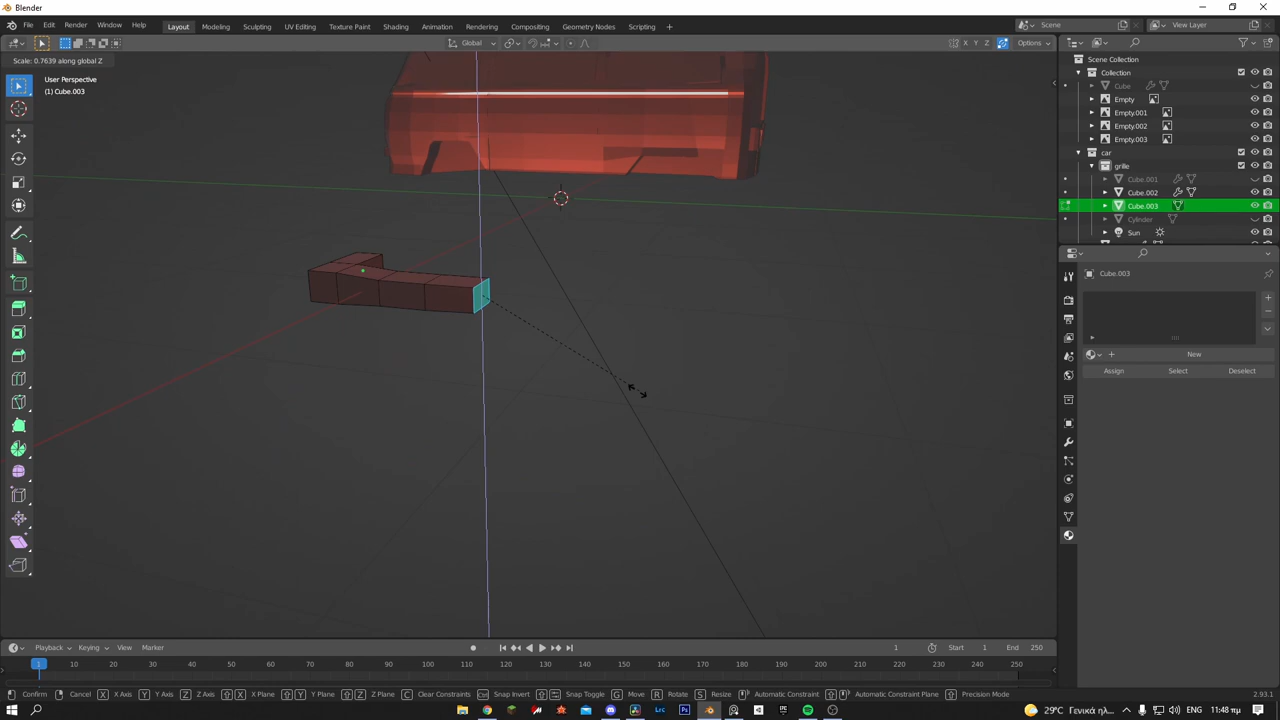 Blender
File Edit Render Window Help Layout Modeling Sculpting UV Editing Texture Paint Shading Animation Rendering Compositing Geometry Nodes Scripting + Scene View Layer
Global X Y Z Options
Scale: 0.7639 along global Z
User Perspective
(1) Cube.003
Scene Collection
Collection
Cube
Empty
Empty.001
Empty.002
Empty.003
car
grille
Cube.001
Cube.002
Cube.003
Cylinder
Sun
Cube.003
New
Assign Select Deselect
Playback Keying View Marker 1 Start 1 End 250
1 10 20 30 40 50 60 70 80 90 100 110 120 130 140 150 160 170 180 190 200 210 220 230 240 250
Confirm Cancel X X Axis Y Y Axis Z Z Axis X X Plane Y Y Plane Z Z Plane C Clear Constraints Ctrl Snap Invert Snap Toggle G Move R Rotate S Resize Automatic Constraint Automatic Constraint Plane Precision Mode 2.93.1
29°C Γενικά ηλ... 11:48 πμ